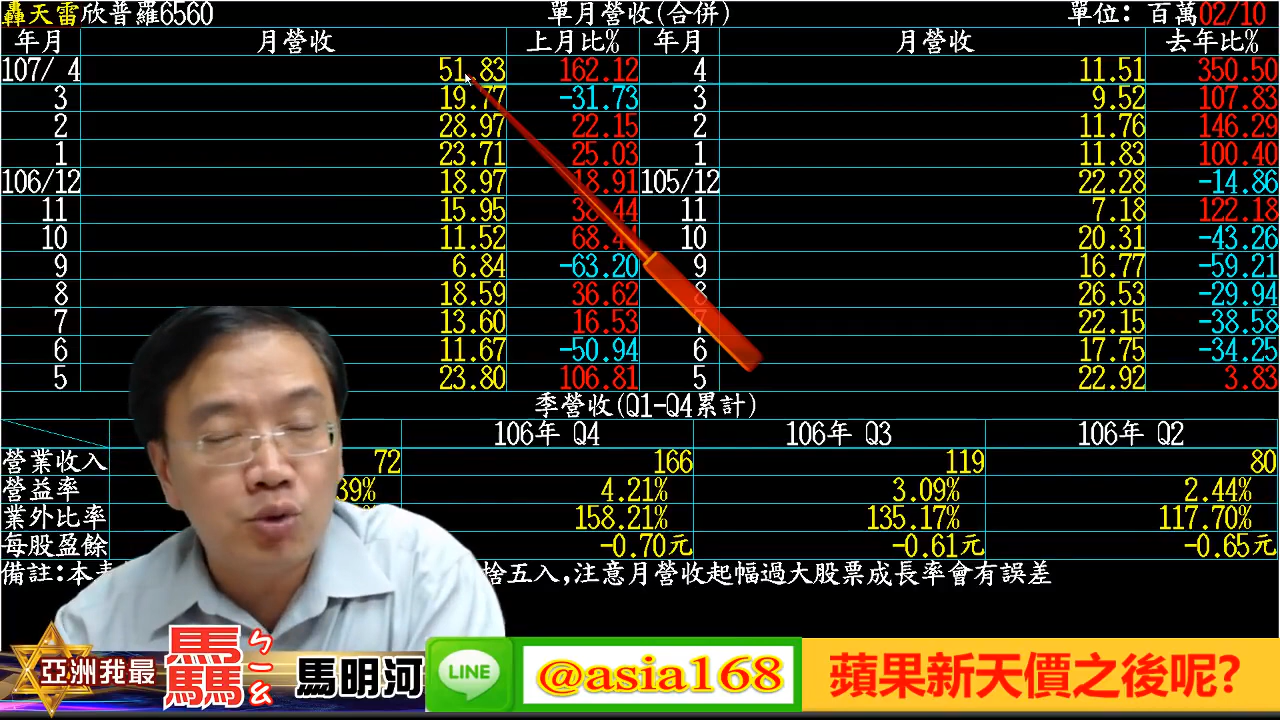 轟天雷欣普羅6560 單月營收(合併) 單位: 百萬02/10
年月 月營收 上月比% 年月 月營收 去年比%
107/ 4 51.83 162.12 4 11.51 350.50
3 19.77 -31.73 3 9.52 107.83
2 28.97 22.15 2 11.76 146.29
1 23.71 25.03 1 11.83 100.40
106/12 18.97 18.91 105/12 22.28 -14.86
11 15.95 38.44 11 7.18 122.18
10 11.52 68.4 10 20.31 -43.26
9 6.84 -63.20 9 16.77 -59.21
8 18.59 36.62 8 26.53 -29.94
7 13.60 16.53 7 22.15 -38.58
6 11.67 -50.94 6 17.75 -34.25
5 23.80 106.81 5 22.92 3.83
季營收(Q1-Q4累計)
106年 Q4 106年 Q3 106年 Q2
營業收入 72 166 119 80
營益率 39% 4.21% 3.09% 2.44%
業外比率 158.21% 135.17% 117.70%
每股盈餘 -0.70元 -0.61元 -0.65元
備註:本 捨五入,注意月營收起幅過大股票成長率會有誤差
亞洲我最驫ㄅㄧㄠ 馬明河 LINE @asia168 蘋果新天價之後呢?